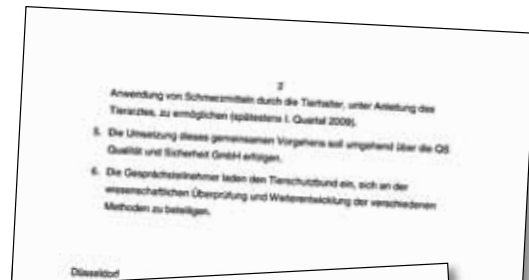 2
Anwendung von Schmerzmitteln durch die Tierhalter, unter Anleitung des
Tierarztes, zu ermöglichen (spätestens I. Quartal 2009).
5. Die Umsetzung dieses gemeinsamen Vorgehens soll umgehend über die QS
Qualität und Sicherheit GmbH erfolgen.
6. Die Gesprächsteilnehmer laden den Tierschutzbund ein, sich an der
wissenschaftlichen Überprüfung und Weiterentwicklung der verschiedenen
Methoden zu beteiligen.
Düsseldorf